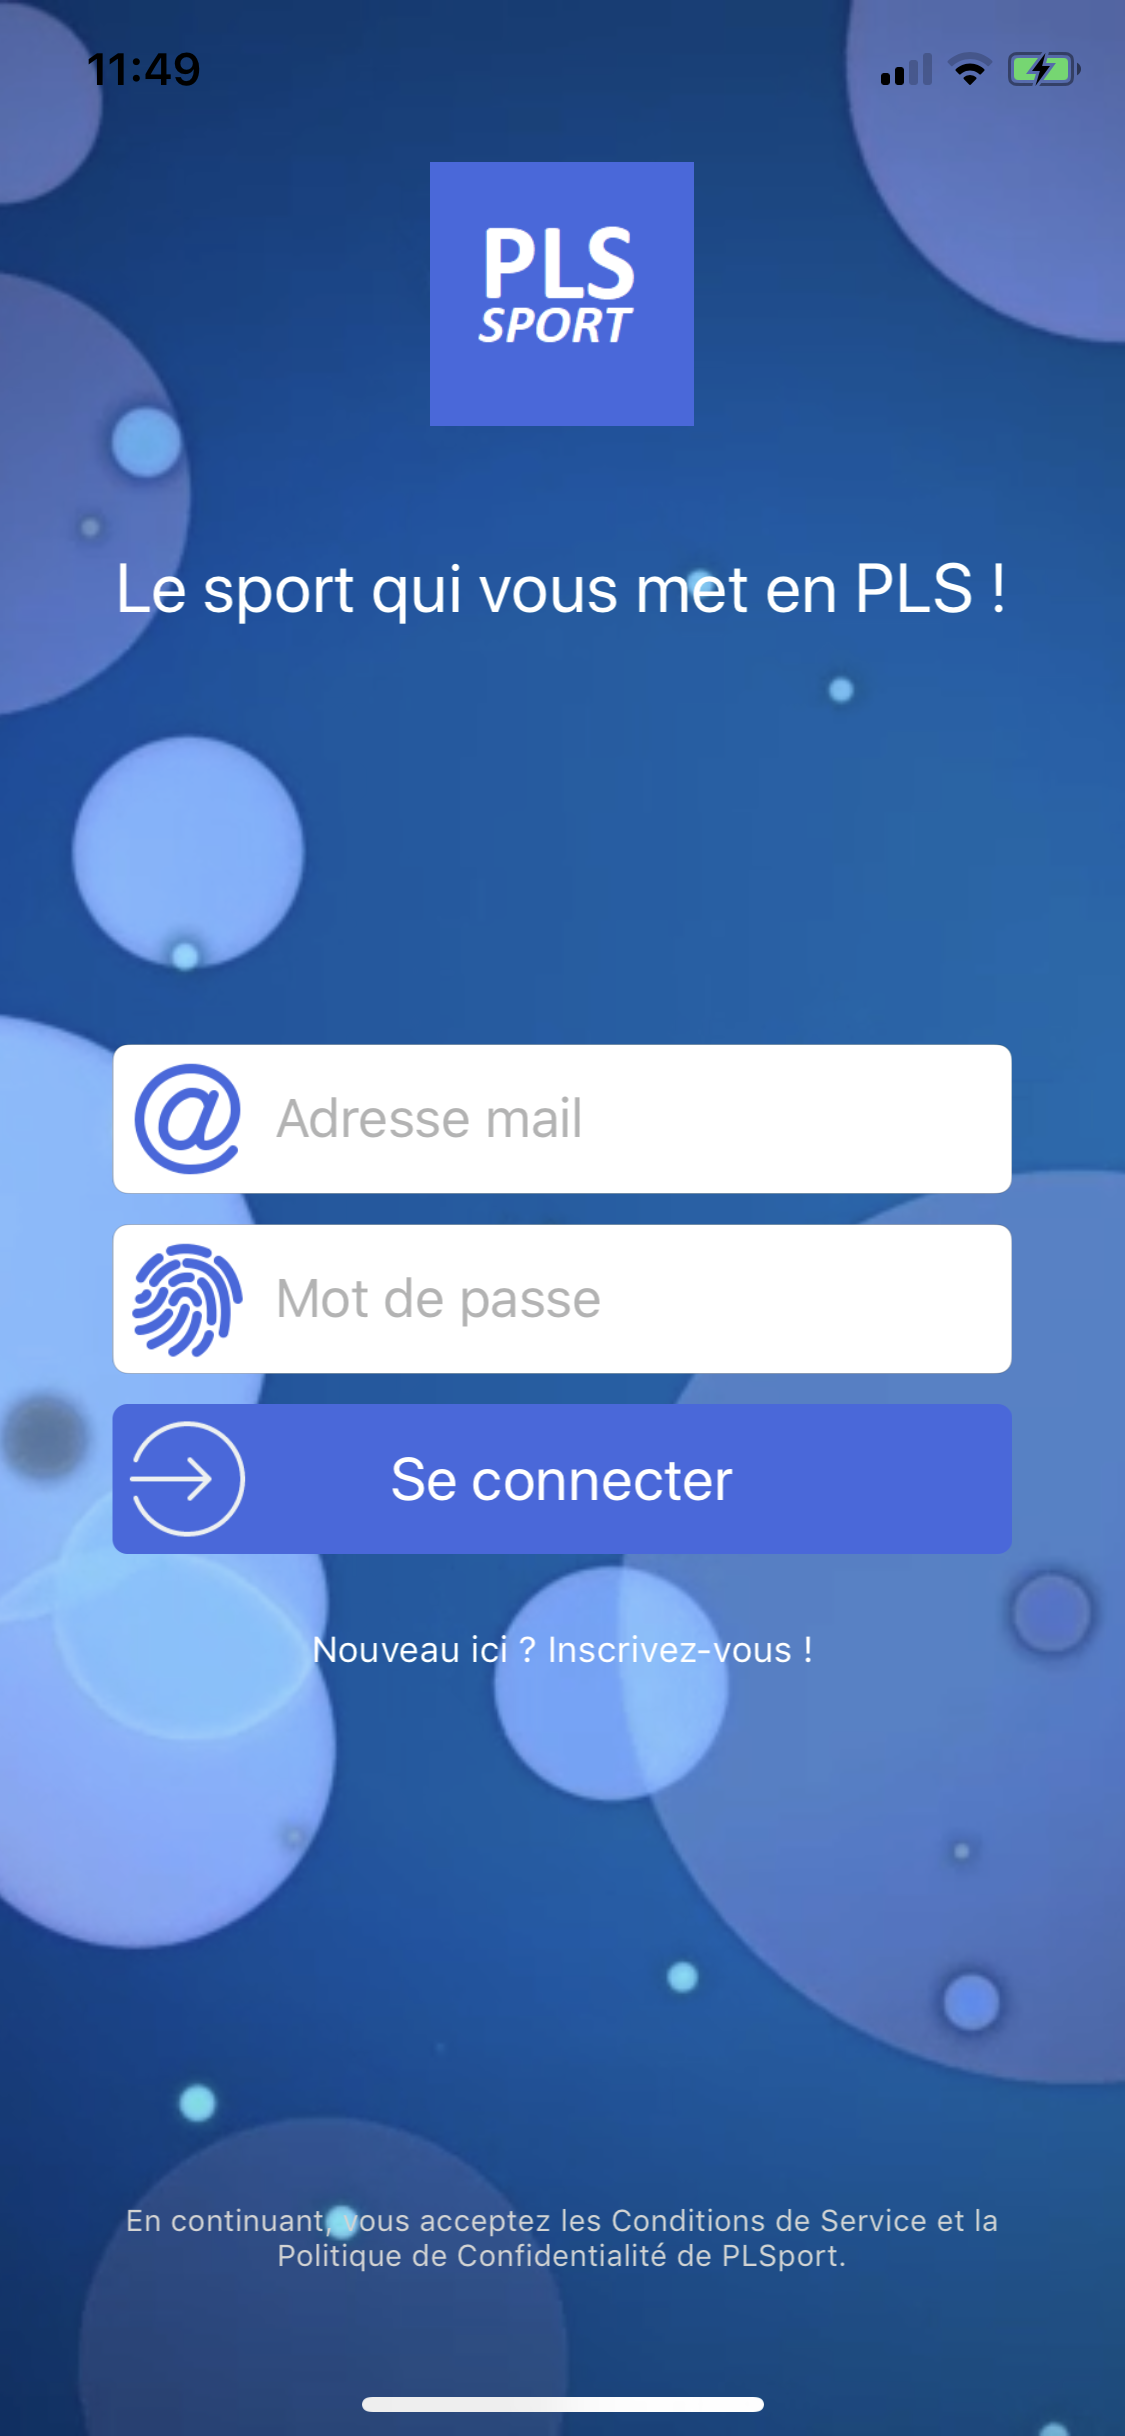 11:49
PLS
SPORT
Le sport qui vous met en PLS !
@ Adresse mail
Mot de passe
Se connecter
Nouveau ici ? Inscrivez-vous !
En continuant, vous acceptez les Conditions de Service et la
Politique de Confidentialité de PLSport.